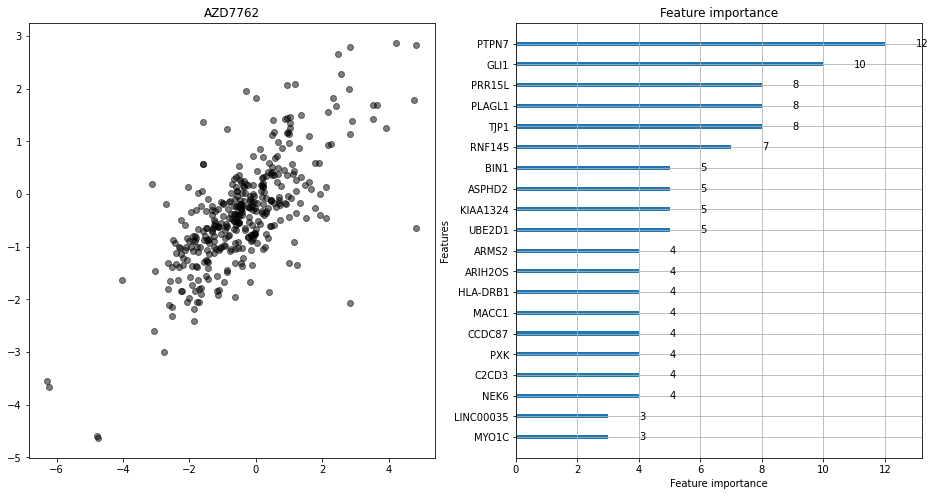 AZD7762
3
2
1
0
−1
−2
−3
−4
−5
−6
−4
−2
0
2
4
Feature importance
Features
PTPN7 12
GLI1 10
PRR15L 8
PLAGL1 8
TJP1 8
RNF145 7
BIN1 5
ASPHD2 5
KIAA1324 5
UBE2D1 5
ARMS2 4
ARIH2OS 4
HLA-DRB1 4
MACC1 4
CCDC87 4
PXK 4
C2CD3 4
NEK6 4
LINC00035 3
MYO1C 3
0 2 4 6 8 10 12
Feature importance